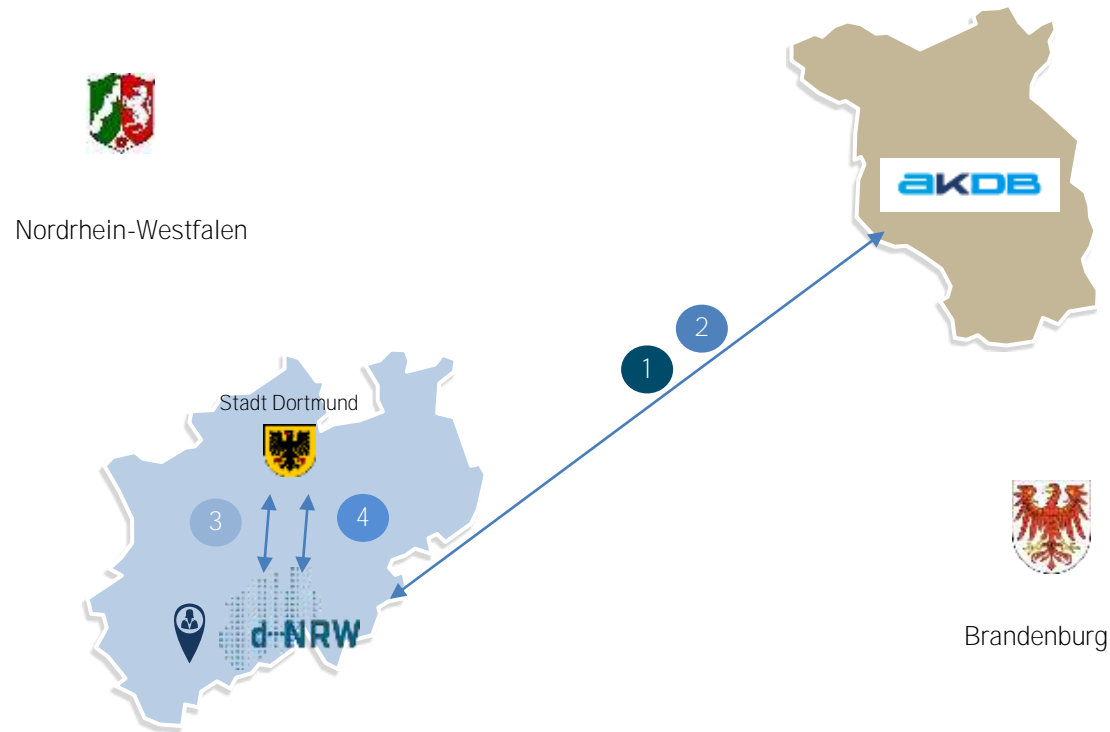 AKDB
Nordrhein-Westfalen
2
1
Stadt Dortmund
3
4
d-NRW
Brandenburg